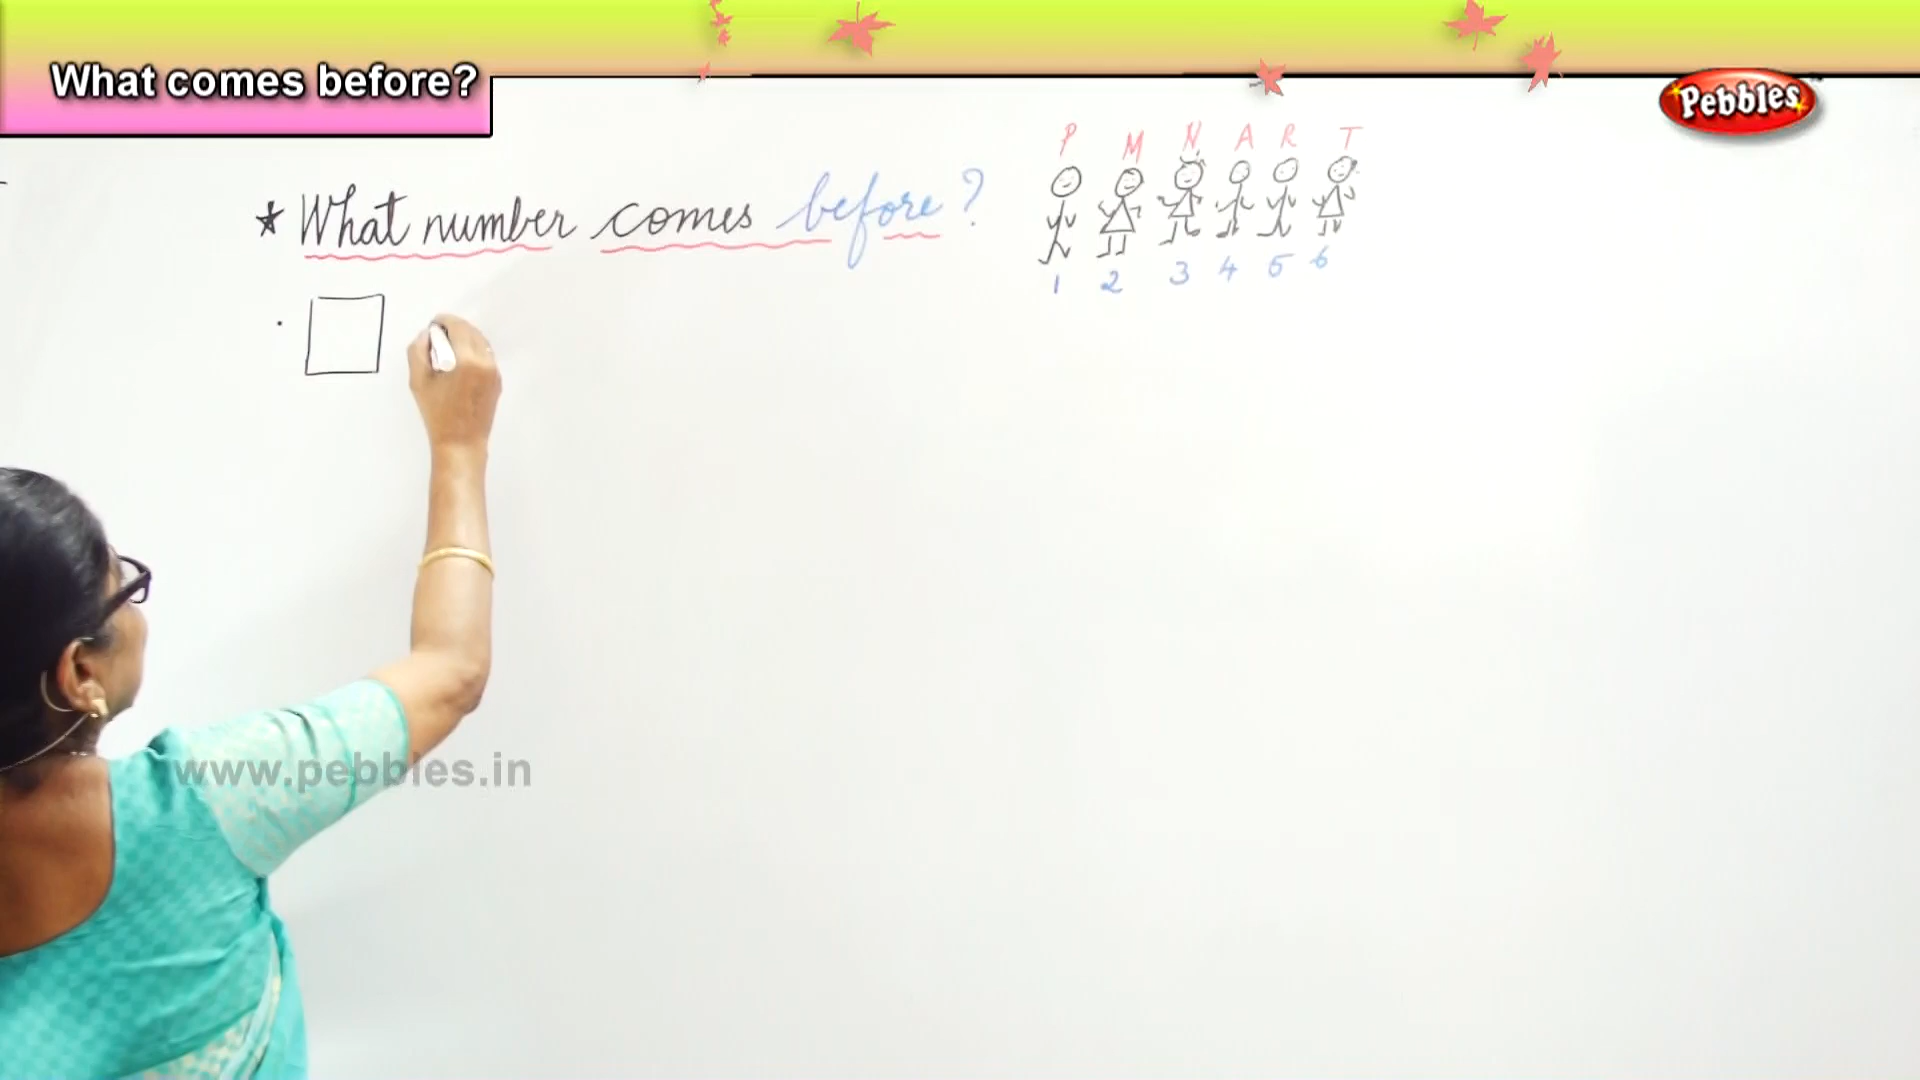 What comes before?
Pebbles
P M N A R T
★ What number comes before?
1 2 3 4 5 6
www.pebbles.in